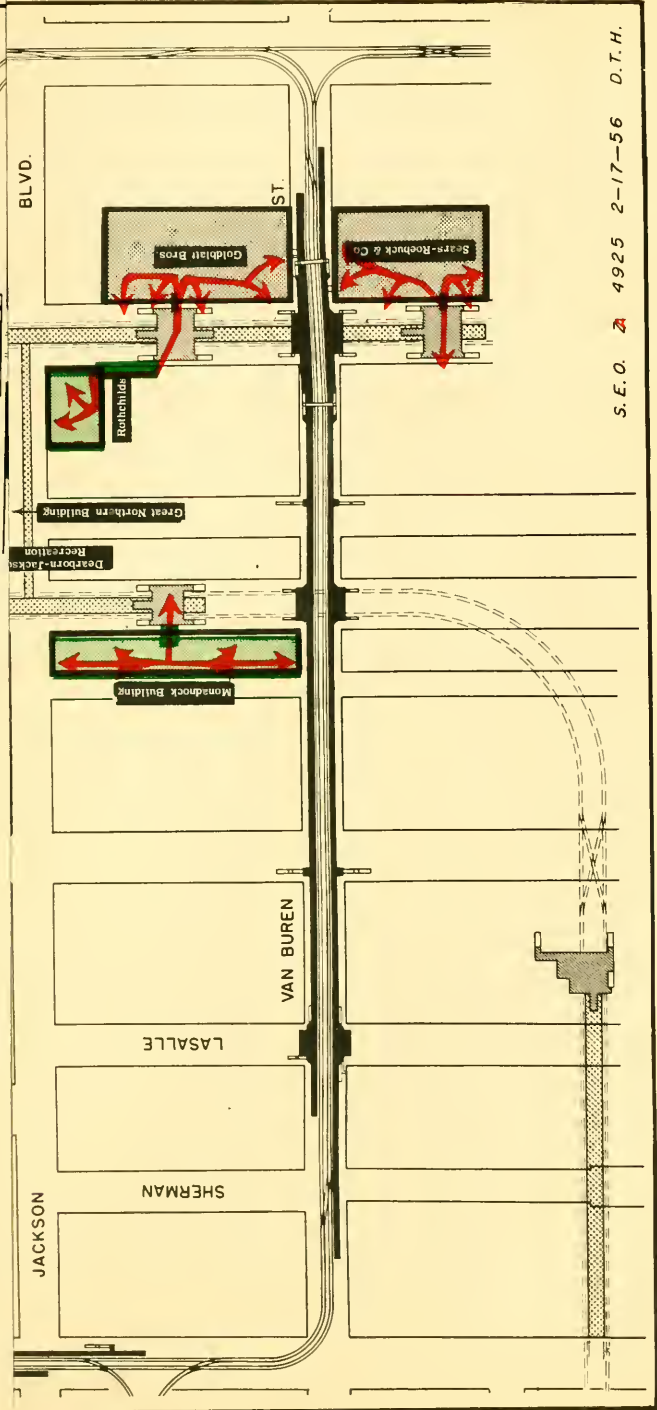 BLVD.
ST.
Goldblatt Bros.
Sears-Roebuck & Co.
Rothchilds
Great Northern Building
Dearborn-Jackso
Recreation
Monadnock Building
VAN BUREN
LASALLE
SHERMAN
JACKSON
S.E.O. 4925 2-17-56 D.T.H.